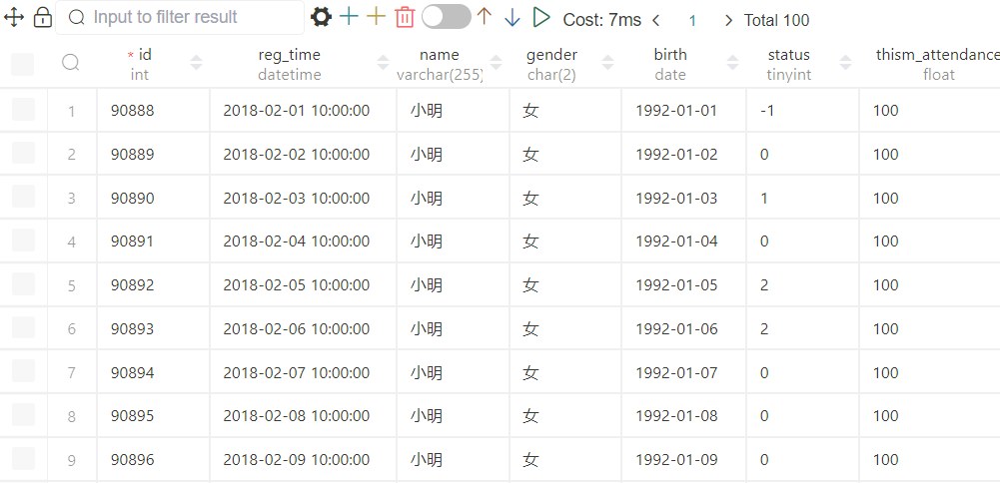 Input to filter result Cost: 7ms 1 Total 100
* id reg_time name gender birth status thism_attendance
int datetime varchar(255) char(2) date tinyint float
1 90888 2018-02-01 10:00:00 小明 女 1992-01-01 -1 100
2 90889 2018-02-02 10:00:00 小明 女 1992-01-02 0 100
3 90890 2018-02-03 10:00:00 小明 女 1992-01-03 1 100
4 90891 2018-02-04 10:00:00 小明 女 1992-01-04 0 100
5 90892 2018-02-05 10:00:00 小明 女 1992-01-05 2 100
6 90893 2018-02-06 10:00:00 小明 女 1992-01-06 2 100
7 90894 2018-02-07 10:00:00 小明 女 1992-01-07 0 100
8 90895 2018-02-08 10:00:00 小明 女 1992-01-08 0 100
9 90896 2018-02-09 10:00:00 小明 女 1992-01-09 0 100